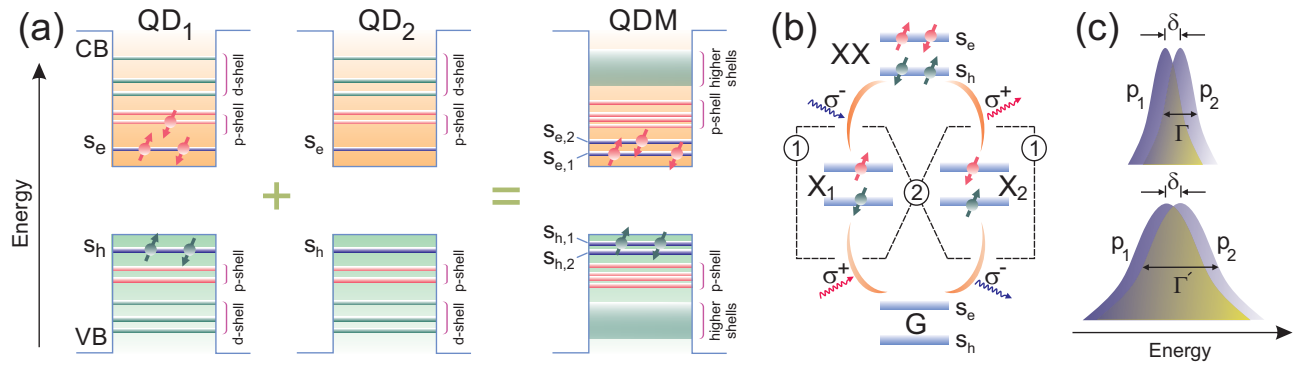 (a)
QD1
QD2
QDM
CB
d-shell
p-shell
se
sh
p-shell
d-shell
VB
Energy
+
d-shell
p-shell
se
sh
p-shell
d-shell
=
higher shells
p-shell
se,2
se,1
sh,1
sh,2
p-shell
higher shells
(b)
XX
se
sh
σ-
σ+
1
1
X1
2
X2
σ+
σ-
G
se
sh
(c)
δ
p1
p2
Γ
δ
p1
p2
Γ´
Energy